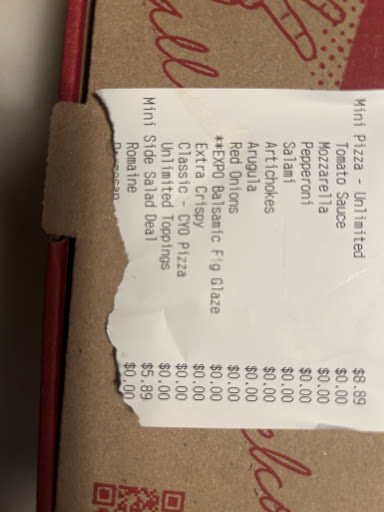 all
Mini Pizza - Unlimited $8.89
Tomato Sauce $0.00
Mozzarella $0.00
Pepperoni $0.00
Salami $0.00
Artichokes $0.00
Arugula $0.00
Red Onions $0.00
**EXPO Balsamic Fig Glaze $0.00
Extra Crispy $0.00
Classic - CYO Pizza $0.00
Unlimited Toppings $0.00
Mini Side Salad Deal $5.89
Romaine $0.00